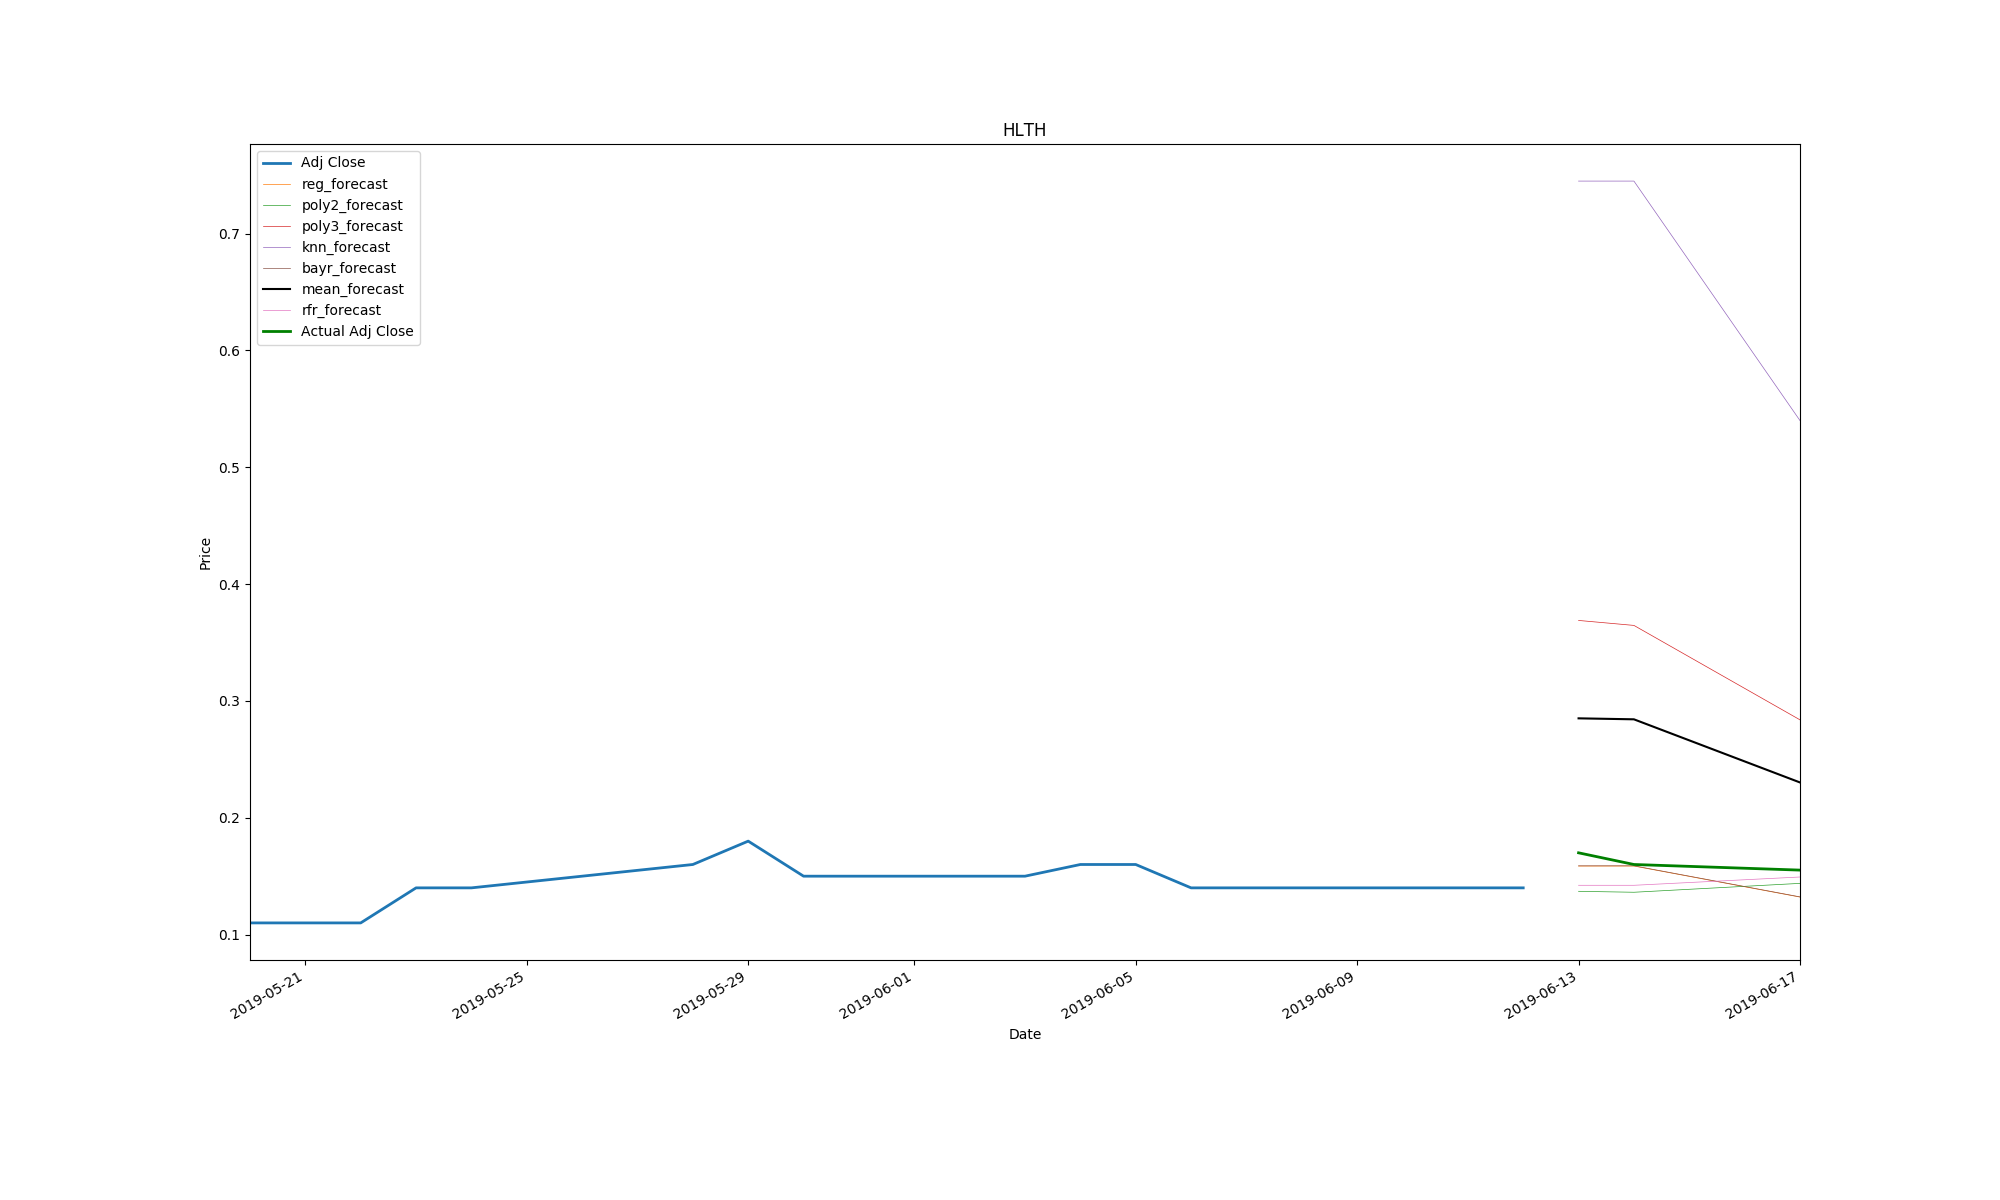 HLTH
Adj Close
reg_forecast
poly2_forecast
poly3_forecast
knn_forecast
bayr_forecast
mean_forecast
rfr_forecast
Actual Adj Close
0.7
0.6
0.5
0.4
0.3
0.2
0.1
Price
2019-05-21
2019-05-25
2019-05-29
2019-06-01
2019-06-05
2019-06-09
2019-06-13
2019-06-17
Date